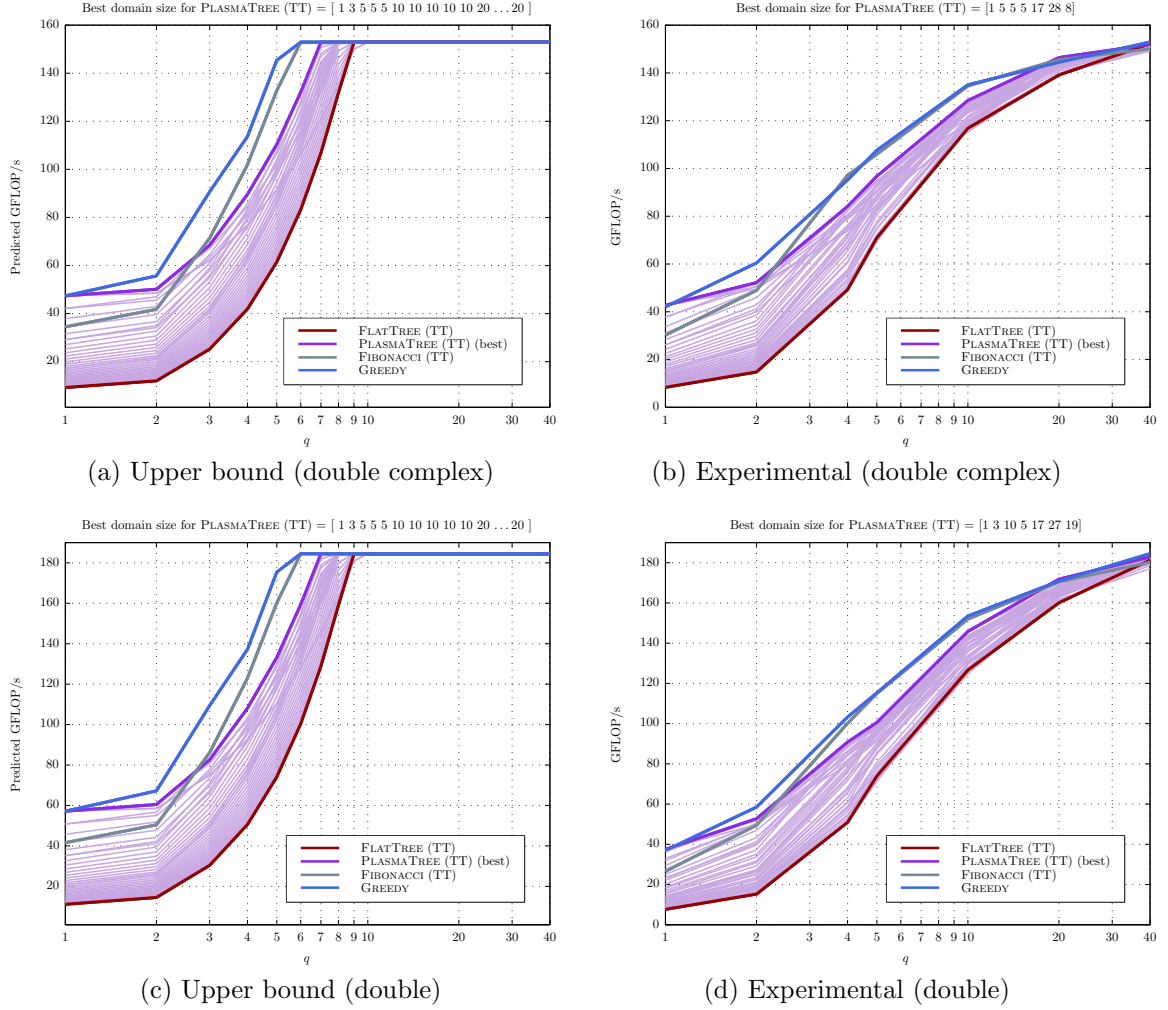 Best domain size for PLASMATREE (TT) = [ 1 3 5 5 5 10 10 10 10 10 10 20 ... 20 ]
160
140
120
100
80
60
40
20
Predicted GFLOP/s
1 2 3 4 5 6 7 8 9 10 20 30 40
q
FLATTREE (TT)
PLASMATREE (TT) (best)
FIBONACCI (TT)
GREEDY
(a) Upper bound (double complex)
Best domain size for PLASMATREE (TT) = [1 5 5 5 17 28 8]
160
140
120
100
80
60
40
20
0
GFLOP/s
1 2 3 4 5 6 7 8 9 10 20 30 40
q
FLATTREE (TT)
PLASMATREE (TT) (best)
FIBONACCI (TT)
GREEDY
(b) Experimental (double complex)
Best domain size for PLASMATREE (TT) = [ 1 3 5 5 5 10 10 10 10 10 10 20 ... 20 ]
180
160
140
120
100
80
60
40
20
Predicted GFLOP/s
1 2 3 4 5 6 7 8 9 10 20 30 40
q
FLATTREE (TT)
PLASMATREE (TT) (best)
FIBONACCI (TT)
GREEDY
(c) Upper bound (double)
Best domain size for PLASMATREE (TT) = [1 3 10 5 17 27 19]
180
160
140
120
100
80
60
40
20
0
GFLOP/s
1 2 3 4 5 6 7 8 9 10 20 30 40
q
FLATTREE (TT)
PLASMATREE (TT) (best)
FIBONACCI (TT)
GREEDY
(d) Experimental (double)